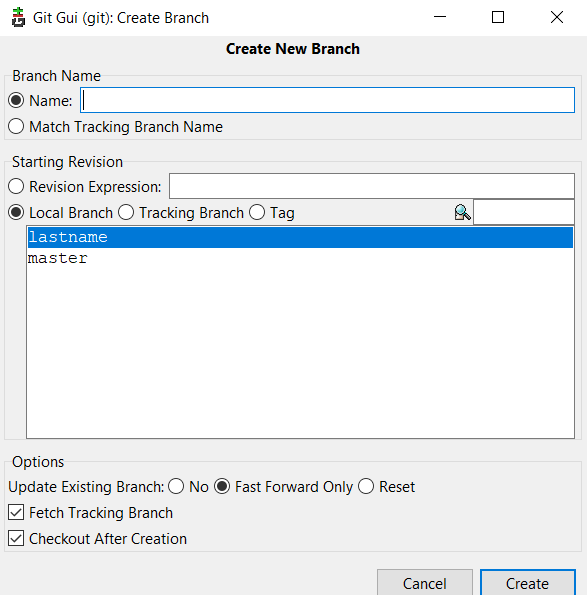 Git Gui (git): Create Branch
Create New Branch
Branch Name
Name:
Match Tracking Branch Name
Starting Revision
Revision Expression:
Local Branch Tracking Branch Tag
lastname
master
Options
Update Existing Branch: No Fast Forward Only Reset
Fetch Tracking Branch
Checkout After Creation
Cancel Create